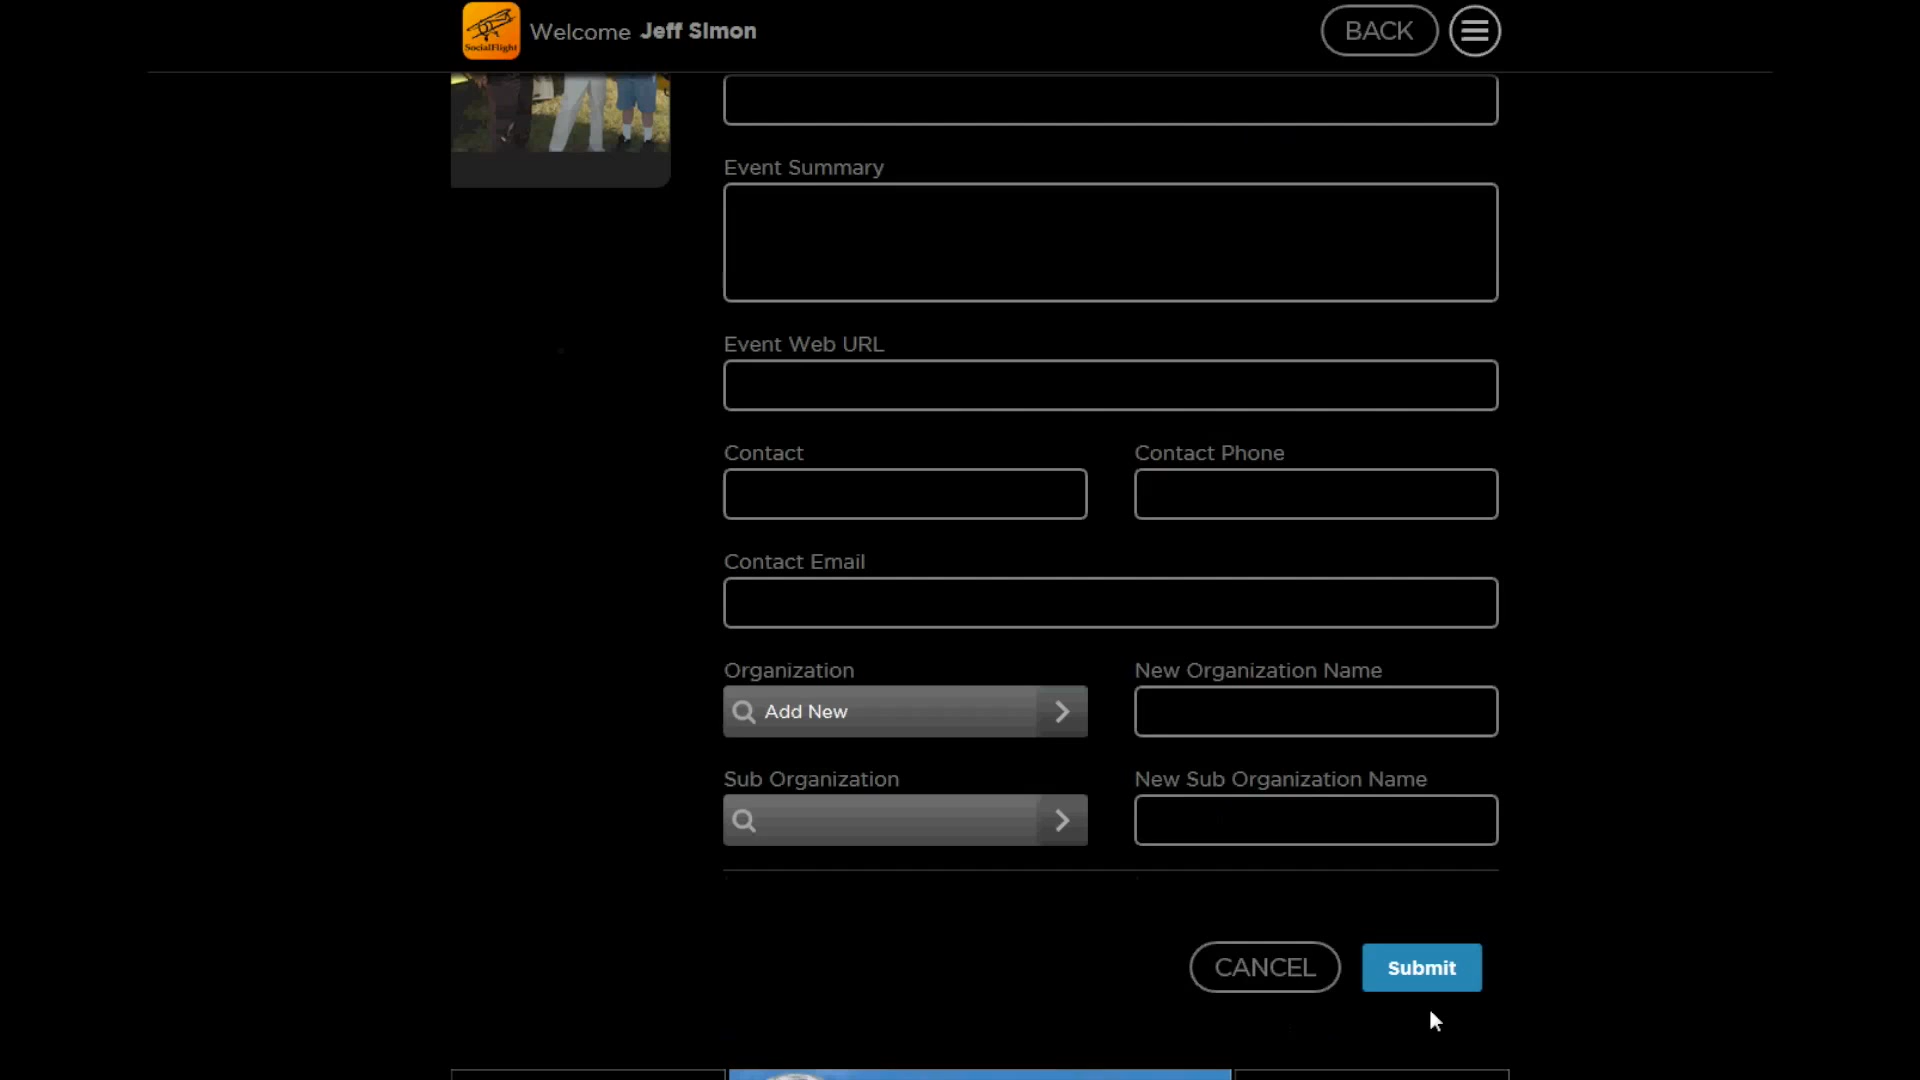 SocialFlight
Welcome Jeff Simon
BACK
Event Summary
Event Web URL
Contact
Contact Phone
Contact Email
Organization
New Organization Name
Add New
Sub Organization
New Sub Organization Name
CANCEL
Submit